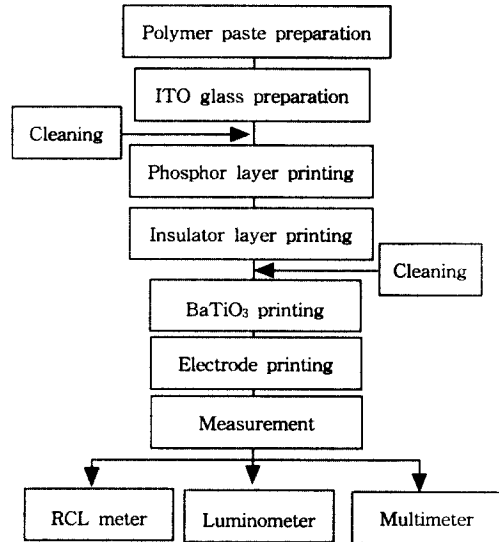 Polymer paste preparation
ITO glass preparation
Cleaning
Phosphor layer printing
Insulator layer printing
Cleaning
BaTiO₃ printing
Electrode printing
Measurement
RCL meter
Luminometer
Multimeter